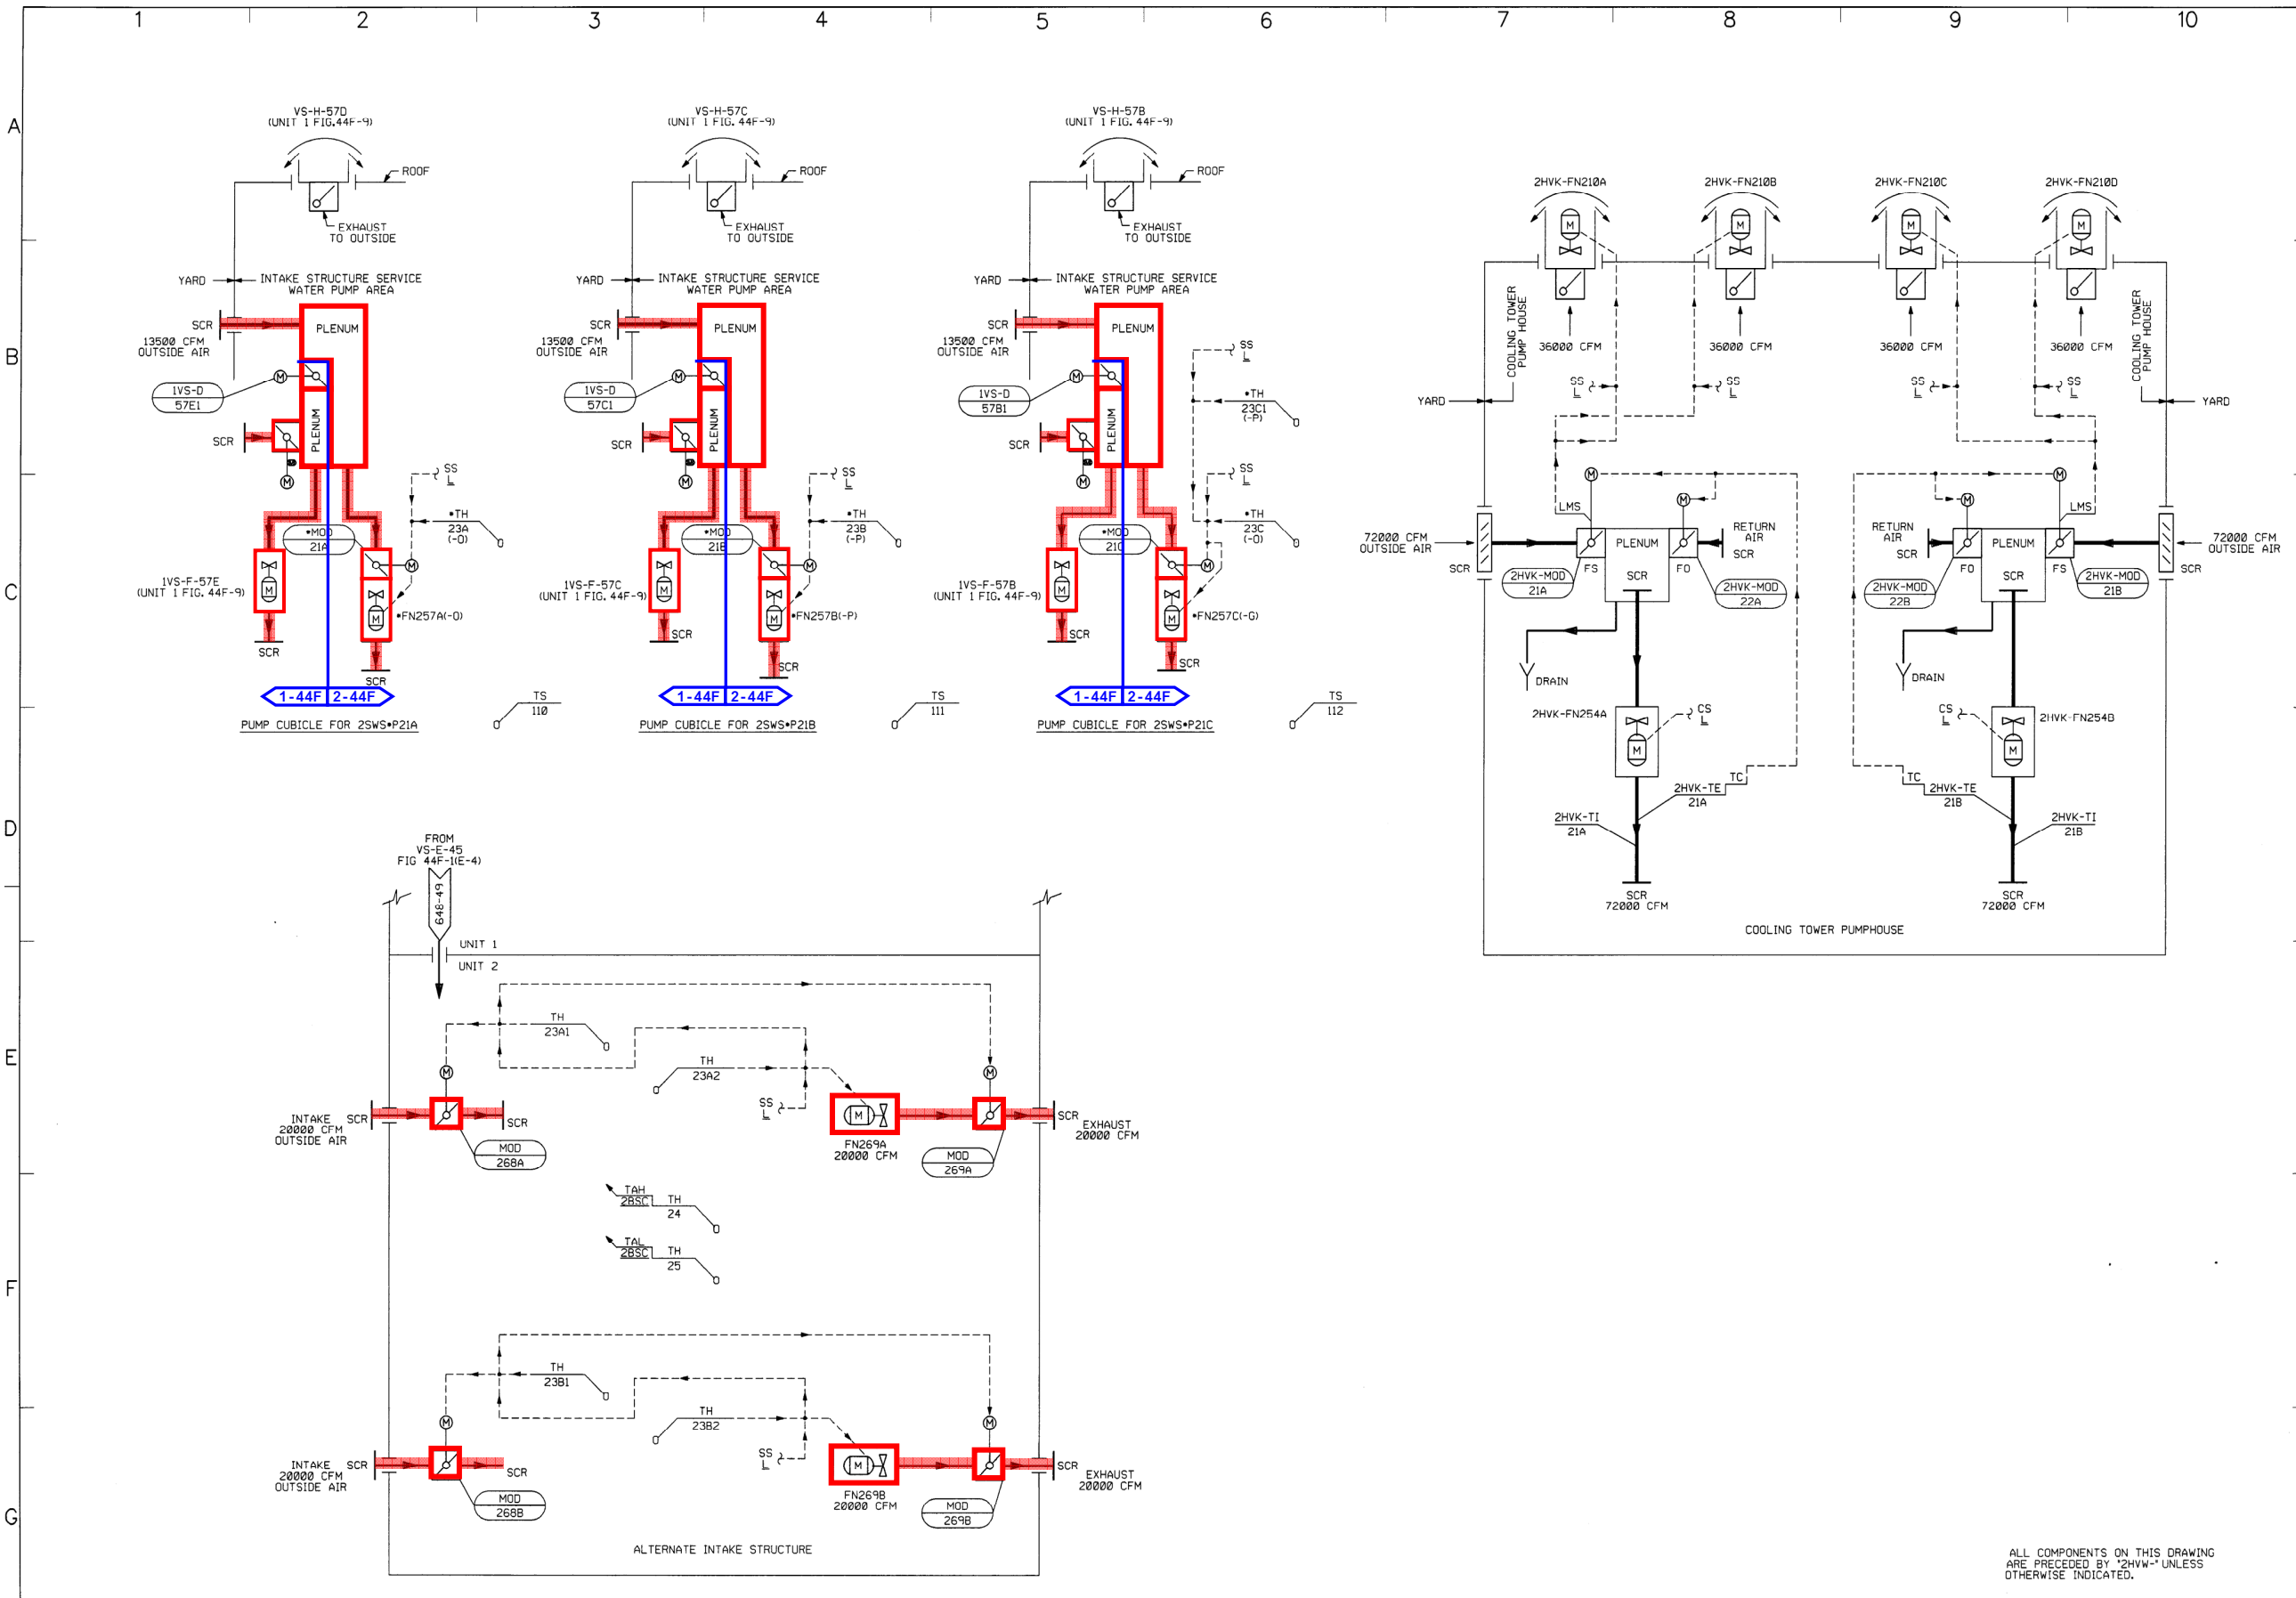 1 2 3 4 5 6 7 8 9 10
A
B
C
D
E
F
G
VS-H-57D
(UNIT 1 FIG.44F-9)
ROOF
EXHAUST
TO OUTSIDE
YARD
INTAKE STRUCTURE SERVICE
WATER PUMP AREA
SCR
13500 CFM
OUTSIDE AIR
PLENUM
M
1VS-D
57E1
PLENUM
SCR
M
SS
L
*TH
23A
(-O)
*MOD
21A
M
1VS-F-57E
(UNIT 1 FIG.44F-9)
M
M
*FN257A(-O)
SCR
SCR
1-44F 2-44F
TS
110
PUMP CUBICLE FOR 2SWS*P21A
VS-H-57C
(UNIT 1 FIG. 44F-9)
ROOF
EXHAUST
TO OUTSIDE
YARD
INTAKE STRUCTURE SERVICE
WATER PUMP AREA
SCR
13500 CFM
OUTSIDE AIR
PLENUM
M
1VS-D
57C1
PLENUM
SCR
M
SS
L
*TH
23B
(-P)
*MOD
21B
M
1VS-F-57C
(UNIT 1 FIG. 44F-9)
M
M
*FN257B(-P)
SCR
SCR
1-44F 2-44F
TS
111
PUMP CUBICLE FOR 2SWS*P21B
VS-H-57B
(UNIT 1 FIG. 44F-9)
ROOF
EXHAUST
TO OUTSIDE
YARD
INTAKE STRUCTURE SERVICE
WATER PUMP AREA
SCR
13500 CFM
OUTSIDE AIR
PLENUM
M
1VS-D
57B1
PLENUM
SCR
SS
L
*TH
23C1
(-P)
SS
L
*TH
23C
(-O)
*MOD
21C
M
1VS-F-57B
(UNIT 1 FIG. 44F-9)
M
M
*FN257C(-G)
SCR
SCR
1-44F 2-44F
TS
112
PUMP CUBICLE FOR 2SWS*P21C
2HVK-FN210A
2HVK-FN210B
2HVK-FN210C
2HVK-FN210D
M
M
M
M
COOLING TOWER
PUMP HOUSE
36000 CFM
36000 CFM
36000 CFM
36000 CFM
COOLING TOWER
PUMP HOUSE
SS
L
SS
L
SS
L
SS
L
YARD
YARD
M
M
LMS
72000 CFM
OUTSIDE AIR
SCR
PLENUM
RETURN
AIR
SCR
FS
SCR
FO
2HVK-MOD
21A
2HVK-MOD
22A
DRAIN
2HVK-FN254A
M
CS
L
TC
2HVK-TE
21A
2HVK-TI
21A
SCR
72000 CFM
M
M
LMS
RETURN
AIR
SCR
PLENUM
72000 CFM
OUTSIDE AIR
SCR
FO
SCR
FS
2HVK-MOD
22B
2HVK-MOD
21B
DRAIN
CS
L
M
2HVK-FN254B
TC
2HVK-TE
21B
2HVK-TI
21B
SCR
72000 CFM
COOLING TOWER PUMPHOUSE
FROM
VS-E-45
FIG 44F-1(E-4)
648-49
UNIT 1
UNIT 2
TH
23A1
TH
23A2
M
M
SS
L
INTAKE
20000 CFM
OUTSIDE AIR
SCR
SCR
MOD
268A
M
FN269A
20000 CFM
MOD
269A
SCR
EXHAUST
20000 CFM
TAH
2BSC
TH
24
TAL
2BSC
TH
25
TH
23B1
TH
23B2
M
M
SS
L
INTAKE
20000 CFM
OUTSIDE AIR
SCR
SCR
MOD
268B
M
FN269B
20000 CFM
MOD
269B
SCR
EXHAUST
20000 CFM
ALTERNATE INTAKE STRUCTURE
ALL COMPONENTS ON THIS DRAWING
ARE PRECEDED BY "2HVW-" UNLESS
OTHERWISE INDICATED.